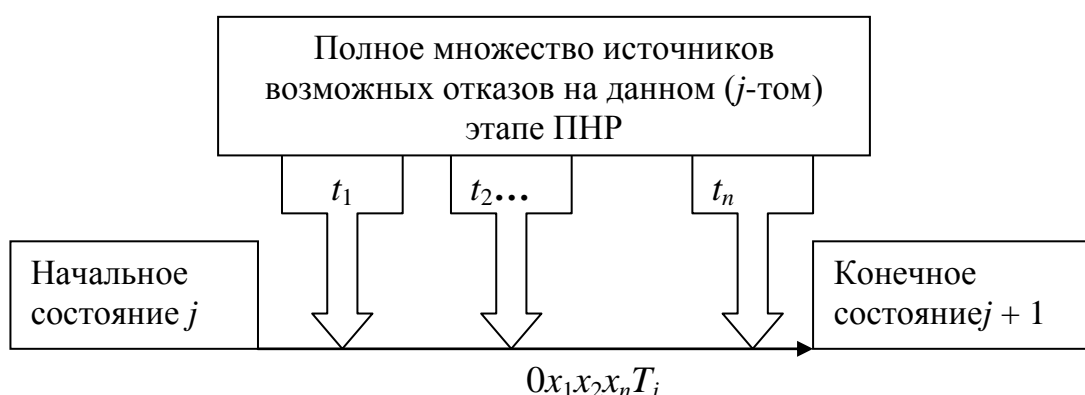 Полное множество источников
возможных отказов на данном (j-том)
этапе ПНР
t₁ t₂... tₙ
Начальное
состояние j
Конечное
состояниеj + 1
0x₁x₂xₙTⱼ